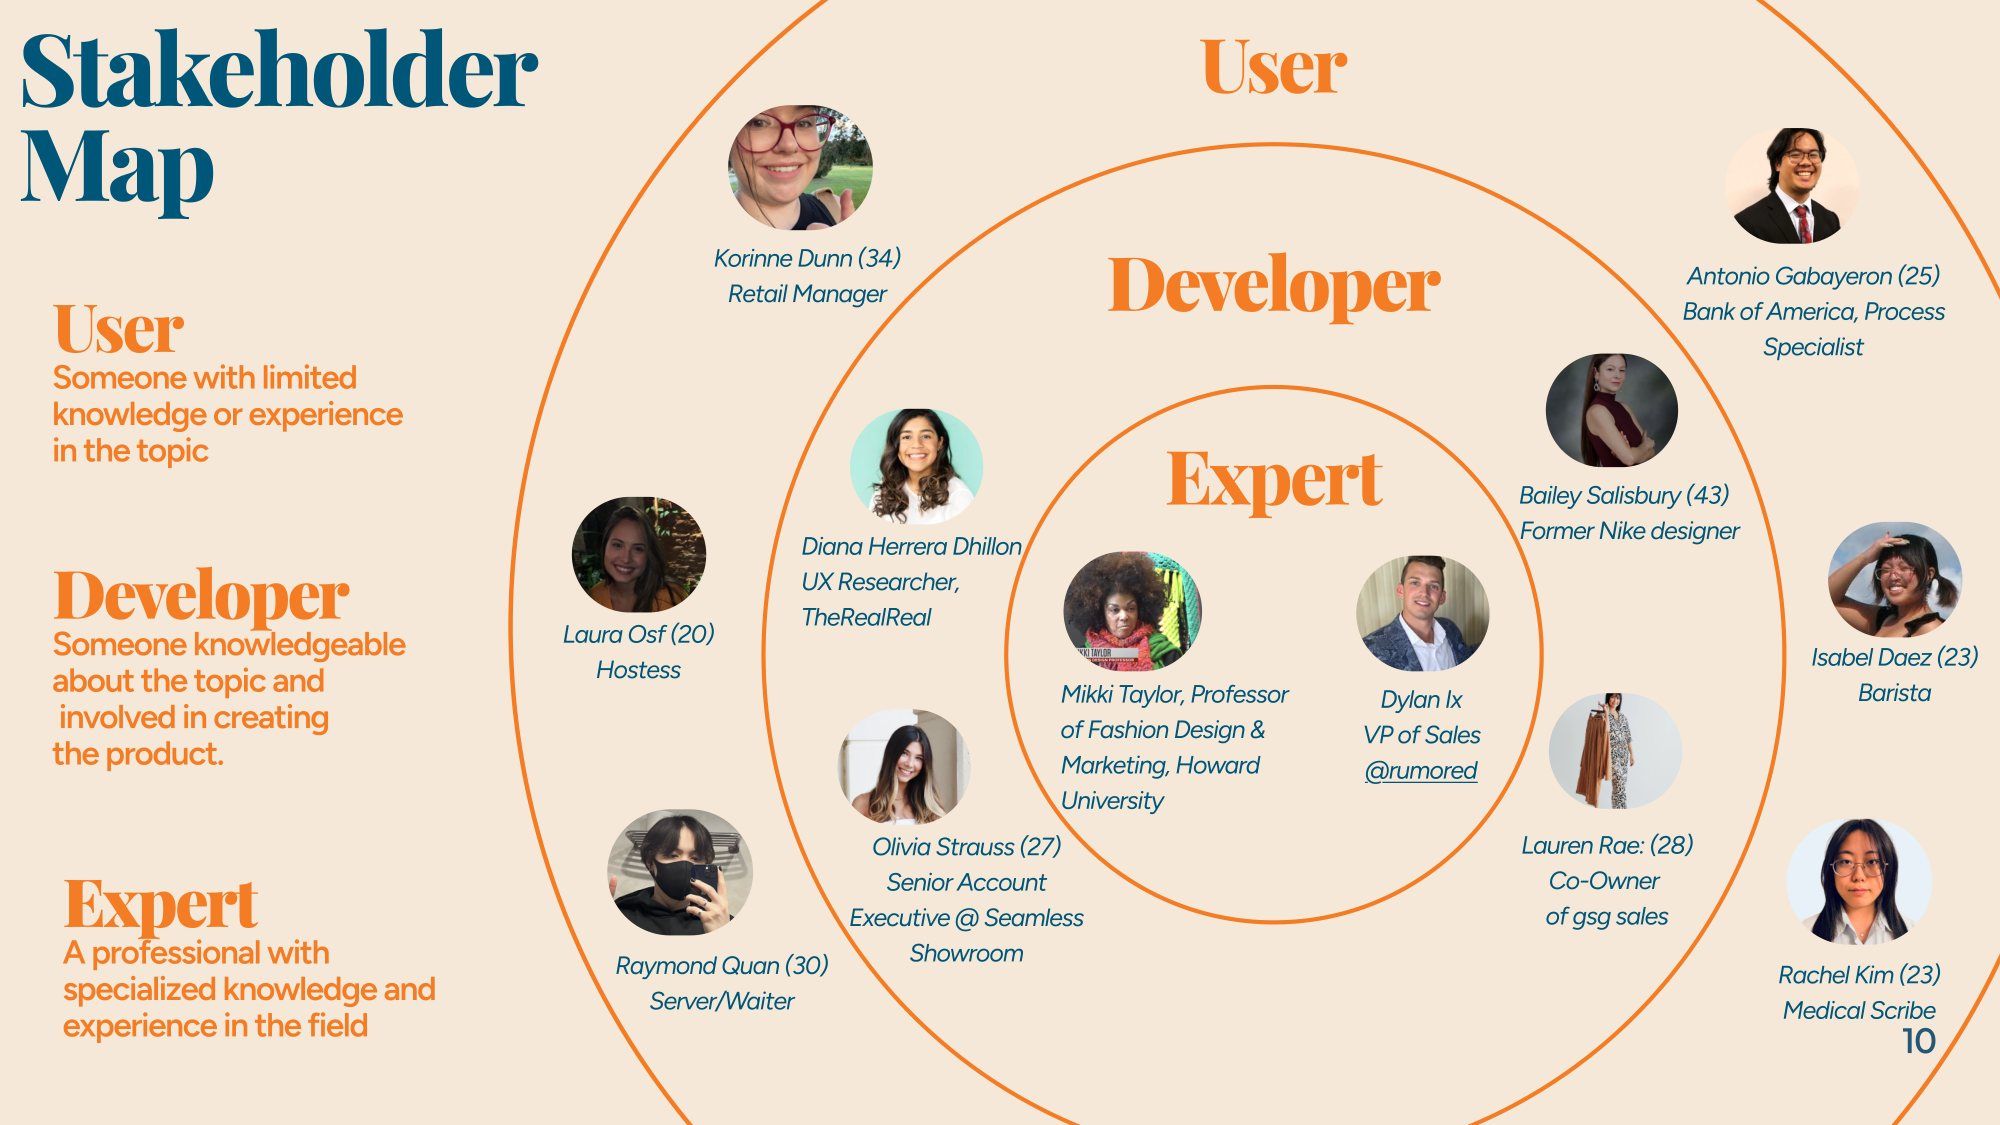 Stakeholder
Map
User
Someone with limited
knowledge or experience
in the topic
Developer
Someone knowledgeable
about the topic and
involved in creating
the product.
Expert
A professional with
specialized knowledge and
experience in the field
User
Korinne Dunn (34)
Retail Manager
Antonio Gabayeron (25)
Bank of America, Process
Specialist
Laura Osf (20)
Hostess
Isabel Daez (23)
Barista
Raymond Quan (30)
Server/Waiter
Rachel Kim (23)
Medical Scribe
Developer
Diana Herrera Dhillon
UX Researcher,
TheRealReal
Bailey Salisbury (43)
Former Nike designer
Olivia Strauss (27)
Senior Account
Executive @ Seamless
Showroom
Lauren Rae: (28)
Co-Owner
of gsg sales
Expert
TAYLOR
DESIGN PROFESSOR
Mikki Taylor, Professor
of Fashion Design &
Marketing, Howard
University
Dylan Ix
VP of Sales
@rumored
10